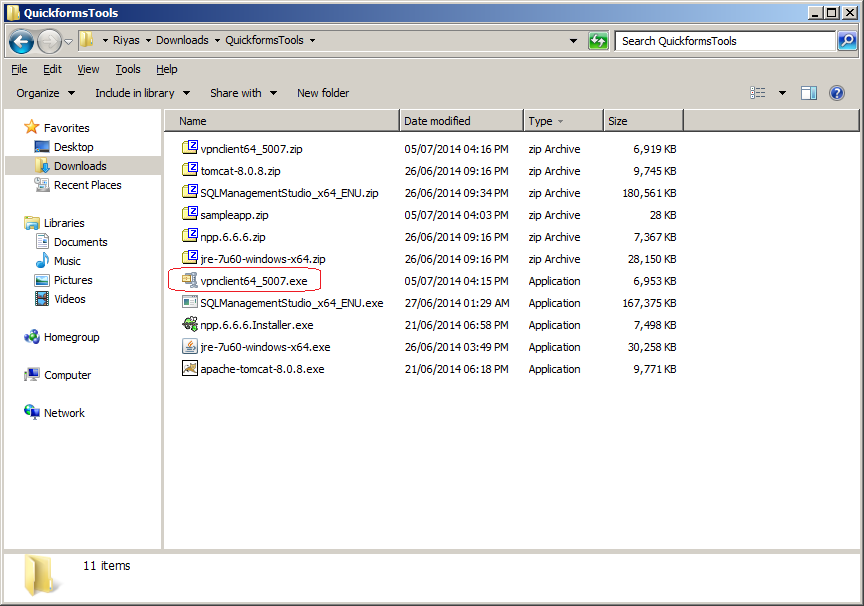 QuickformsTools
Riyas Downloads QuickformsTools Search QuickformsTools
File Edit View Tools Help
Organize Include in library Share with New folder
Name Date modified Type Size
Favorites
Desktop
Downloads
Recent Places
Libraries
Documents
Music
Pictures
Videos
Homegroup
Computer
Network
vpnclient64_5007.zip 05/07/2014 04:16 PM zip Archive 6,919 KB
tomcat-8.0.8.zip 26/06/2014 09:16 PM zip Archive 9,745 KB
SQLManagementStudio_x64_ENU.zip 26/06/2014 09:34 PM zip Archive 180,561 KB
sampleapp.zip 05/07/2014 04:03 PM zip Archive 28 KB
npp.6.6.6.zip 26/06/2014 09:16 PM zip Archive 7,367 KB
jre-7u60-windows-x64.zip 26/06/2014 09:16 PM zip Archive 28,150 KB
vpnclient64_5007.exe 05/07/2014 04:15 PM Application 6,953 KB
SQLManagementStudio_x64_ENU.exe 27/06/2014 01:29 AM Application 167,375 KB
npp.6.6.6.Installer.exe 21/06/2014 06:58 PM Application 7,498 KB
jre-7u60-windows-x64.exe 26/06/2014 03:49 PM Application 30,258 KB
apache-tomcat-8.0.8.exe 21/06/2014 06:18 PM Application 9,771 KB
11 items